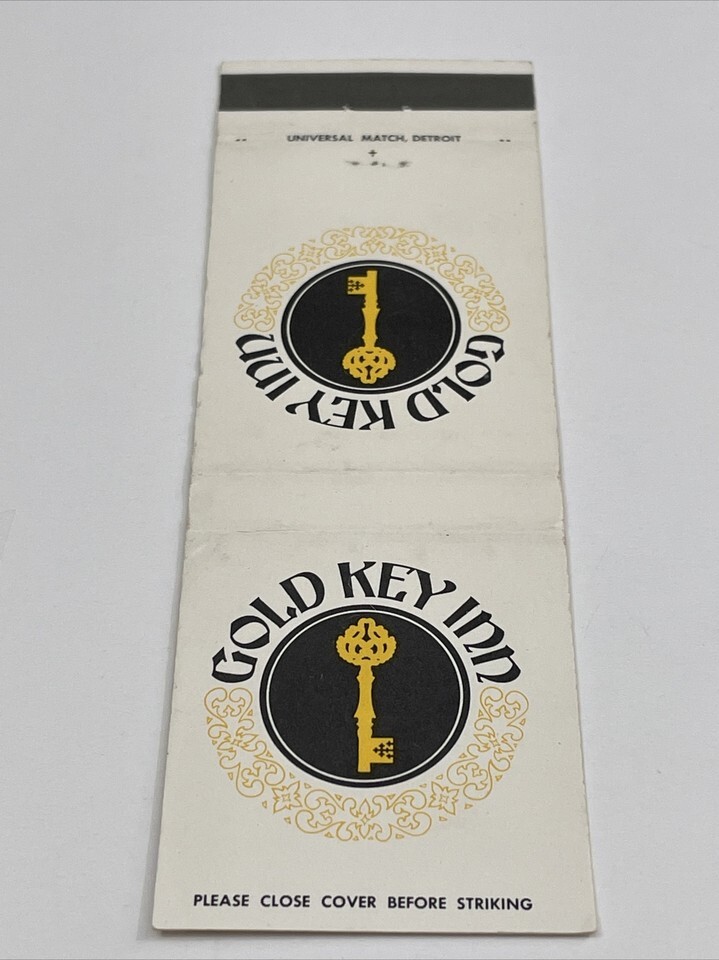 UNIVERSAL MATCH, DETROIT
GOLD KEY INN
GOLD KEY INN
PLEASE CLOSE COVER BEFORE STRIKING